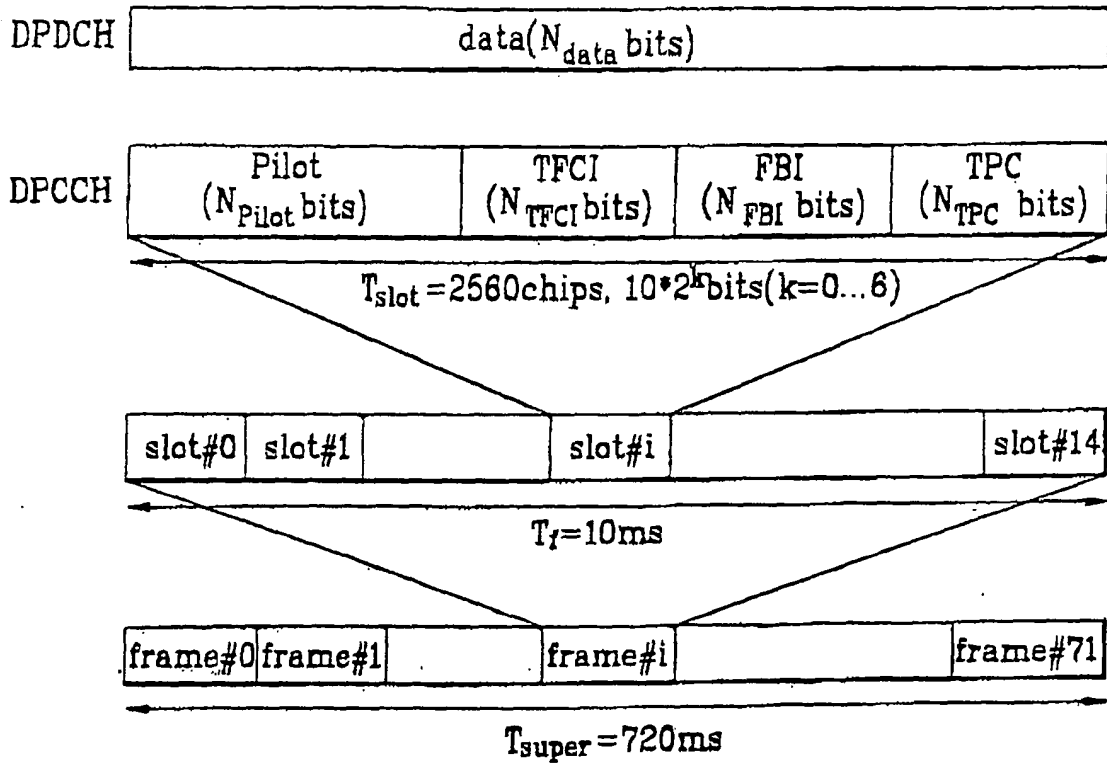 DPDCH data(N_data bits)
DPCCH Pilot (N_Pilot bits) TFCI (N_TFCI bits) FBI (N_FBI bits) TPC (N_TPC bits)
T_slot=2560chips, 10*2^k bits(k=0...6)
slot#0 slot#1 slot#i slot#14
T_f=10ms
frame#0 frame#1 frame#i frame#71
T_super=720ms